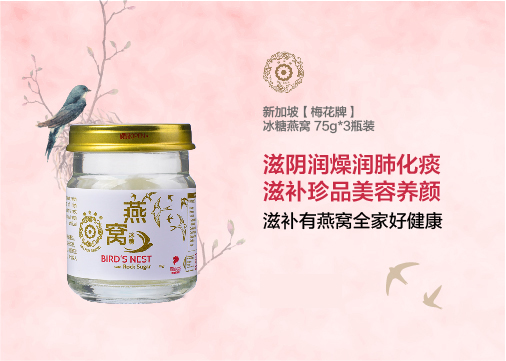 新加坡【梅花牌】
冰糖燕窝 75g*3瓶装
滋阴润燥润肺化痰
滋补珍品美容养颜
滋补有燕窝全家好健康
燕
窝
冰糖
BIRD'S NEST
with Rock Sugar